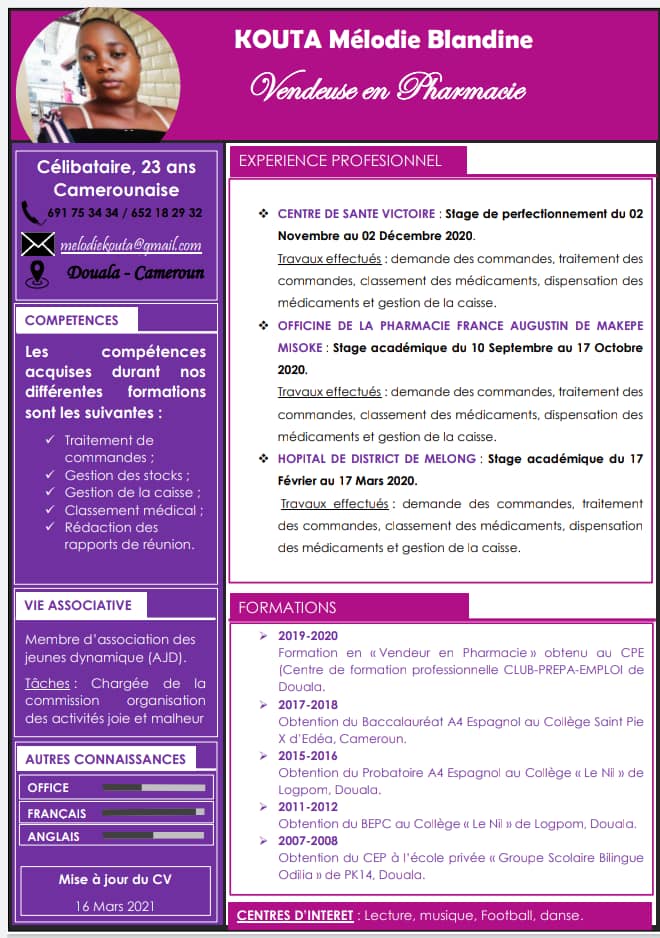 KOUTA Mélodie Blandine
Vendeuse en Pharmacie
Célibataire, 23 ans
Camerounaise
691 75 34 34 / 652 18 29 32
melodiekouta@gmail.com
Douala - Cameroun
COMPETENCES
Les compétences
acquises durant nos
différentes formations
sont les suivantes :
✓ Traitement de
commandes ;
✓ Gestion des stocks ;
✓ Gestion de la caisse ;
✓ Classement médical ;
✓ Rédaction des
rapports de réunion.
VIE ASSOCIATIVE
Membre d’association des
jeunes dynamique (AJD).
Tâches : Chargée de la
commission organisation
des activités joie et malheur
AUTRES CONNAISSANCES
OFFICE
FRANÇAIS
ANGLAIS
Mise à jour du CV
16 Mars 2021
EXPERIENCE PROFESIONNEL
❖ CENTRE DE SANTE VICTOIRE : Stage de perfectionnement du 02
Novembre au 02 Décembre 2020.
Travaux effectués : demande des commandes, traitement des
commandes, classement des médicaments, dispensation des
médicaments et gestion de la caisse.
❖ OFFICINE DE LA PHARMACIE FRANCE AUGUSTIN DE MAKEPE
MISOKE : Stage académique du 10 Septembre au 17 Octobre
2020.
Travaux effectués : demande des commandes, traitement des
commandes, classement des médicaments, dispensation des
médicaments et gestion de la caisse.
❖ HOPITAL DE DISTRICT DE MELONG : Stage académique du 17
Février au 17 Mars 2020.
Travaux effectués : demande des commandes, traitement
des commandes, classement des médicaments, dispensation
des médicaments et gestion de la caisse.
FORMATIONS
➢ 2019-2020
Formation en « Vendeur en Pharmacie » obtenu au CPE
(Centre de formation professionnelle CLUB-PREPA-EMPLOI de
Douala.
➢ 2017-2018
Obtention du Baccalauréat A4 Espagnol au Collège Saint Pie
X d’Edéa, Cameroun.
➢ 2015-2016
Obtention du Probatoire A4 Espagnol au Collège « Le Nil » de
Logpom, Douala.
➢ 2011-2012
Obtention du BEPC au Collège « Le Nil » de Logpom, Douala.
➢ 2007-2008
Obtention du CEP à l’école privée « Groupe Scolaire Bilingue
Odilia » de PK14, Douala.
CENTRES D’INTERET : Lecture, musique, Football, danse.